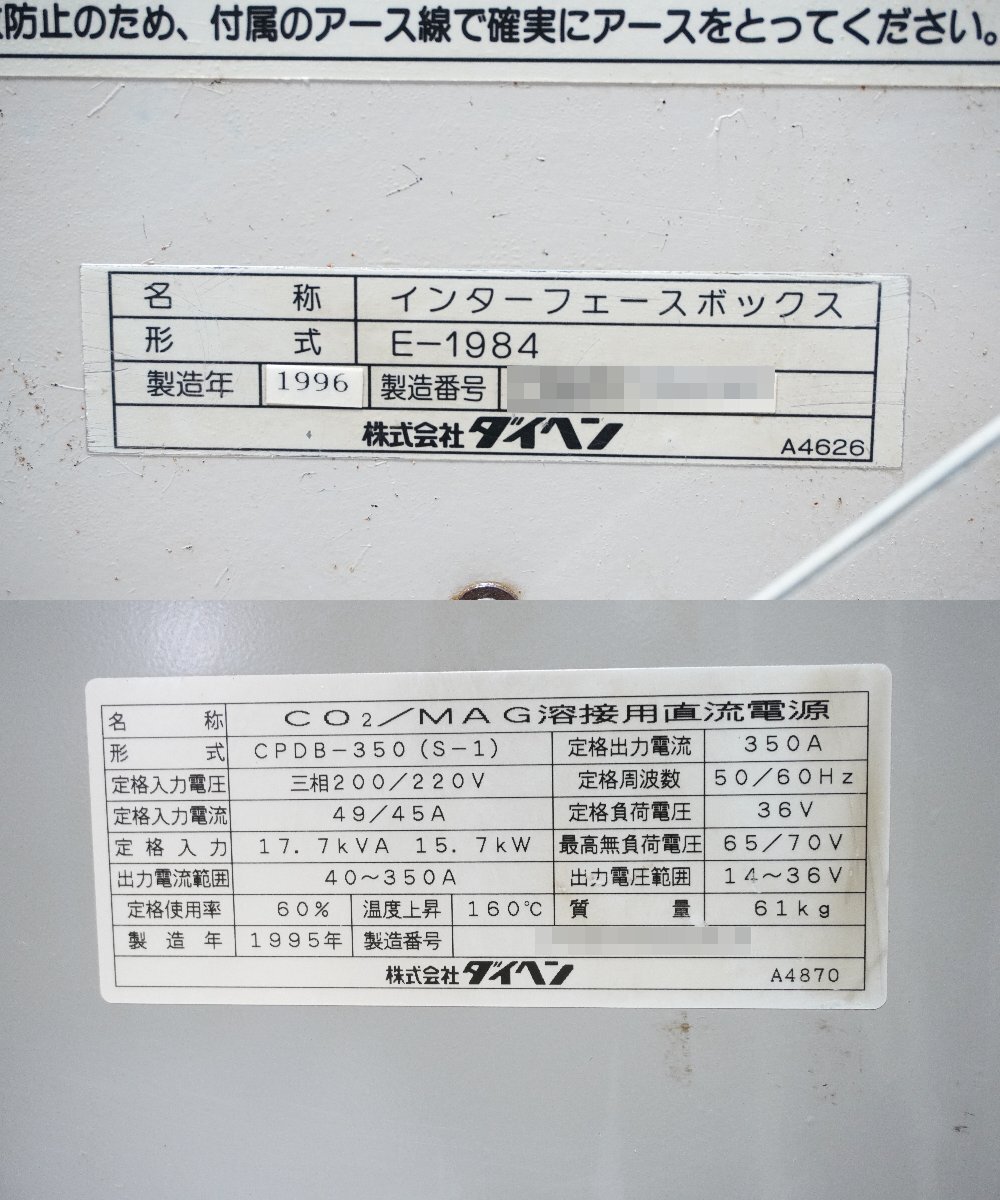 防止のため、付属のアース線で確実にアースをとってください。
名 称 インターフェースボックス
形 式 E-1984
製造年 1996 製造番号
株式会社ダイヘン A4626
名 称 CO₂/MAG溶接用直流電源
形 式 CPDB-350(S-1) 定格出力電流 350A
定格入力電圧 三相200/220V 定格周波数 50/60Hz
定格入力電流 49/45A 定格負荷電圧 36V
定格入力 17.7kVA 15.7kW 最高無負荷電圧 65/70V
出力電流範囲 40~350A 出力電圧範囲 14~36V
定格使用率 60% 温度上昇 160℃ 質 量 61kg
製造年 1995年 製造番号
株式会社ダイヘン A4870